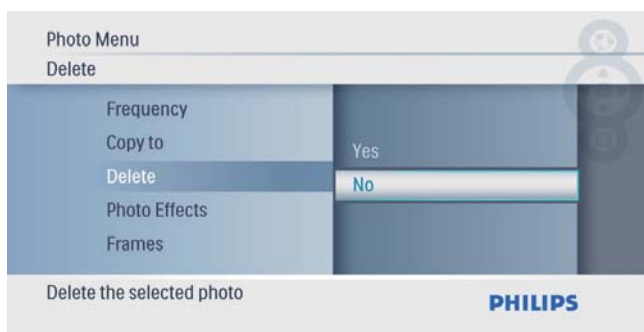 Photo Menu
Delete
Frequency
Copy to
Delete
Photo Effects
Frames
Yes
No
Delete the selected photo
PHILIPS